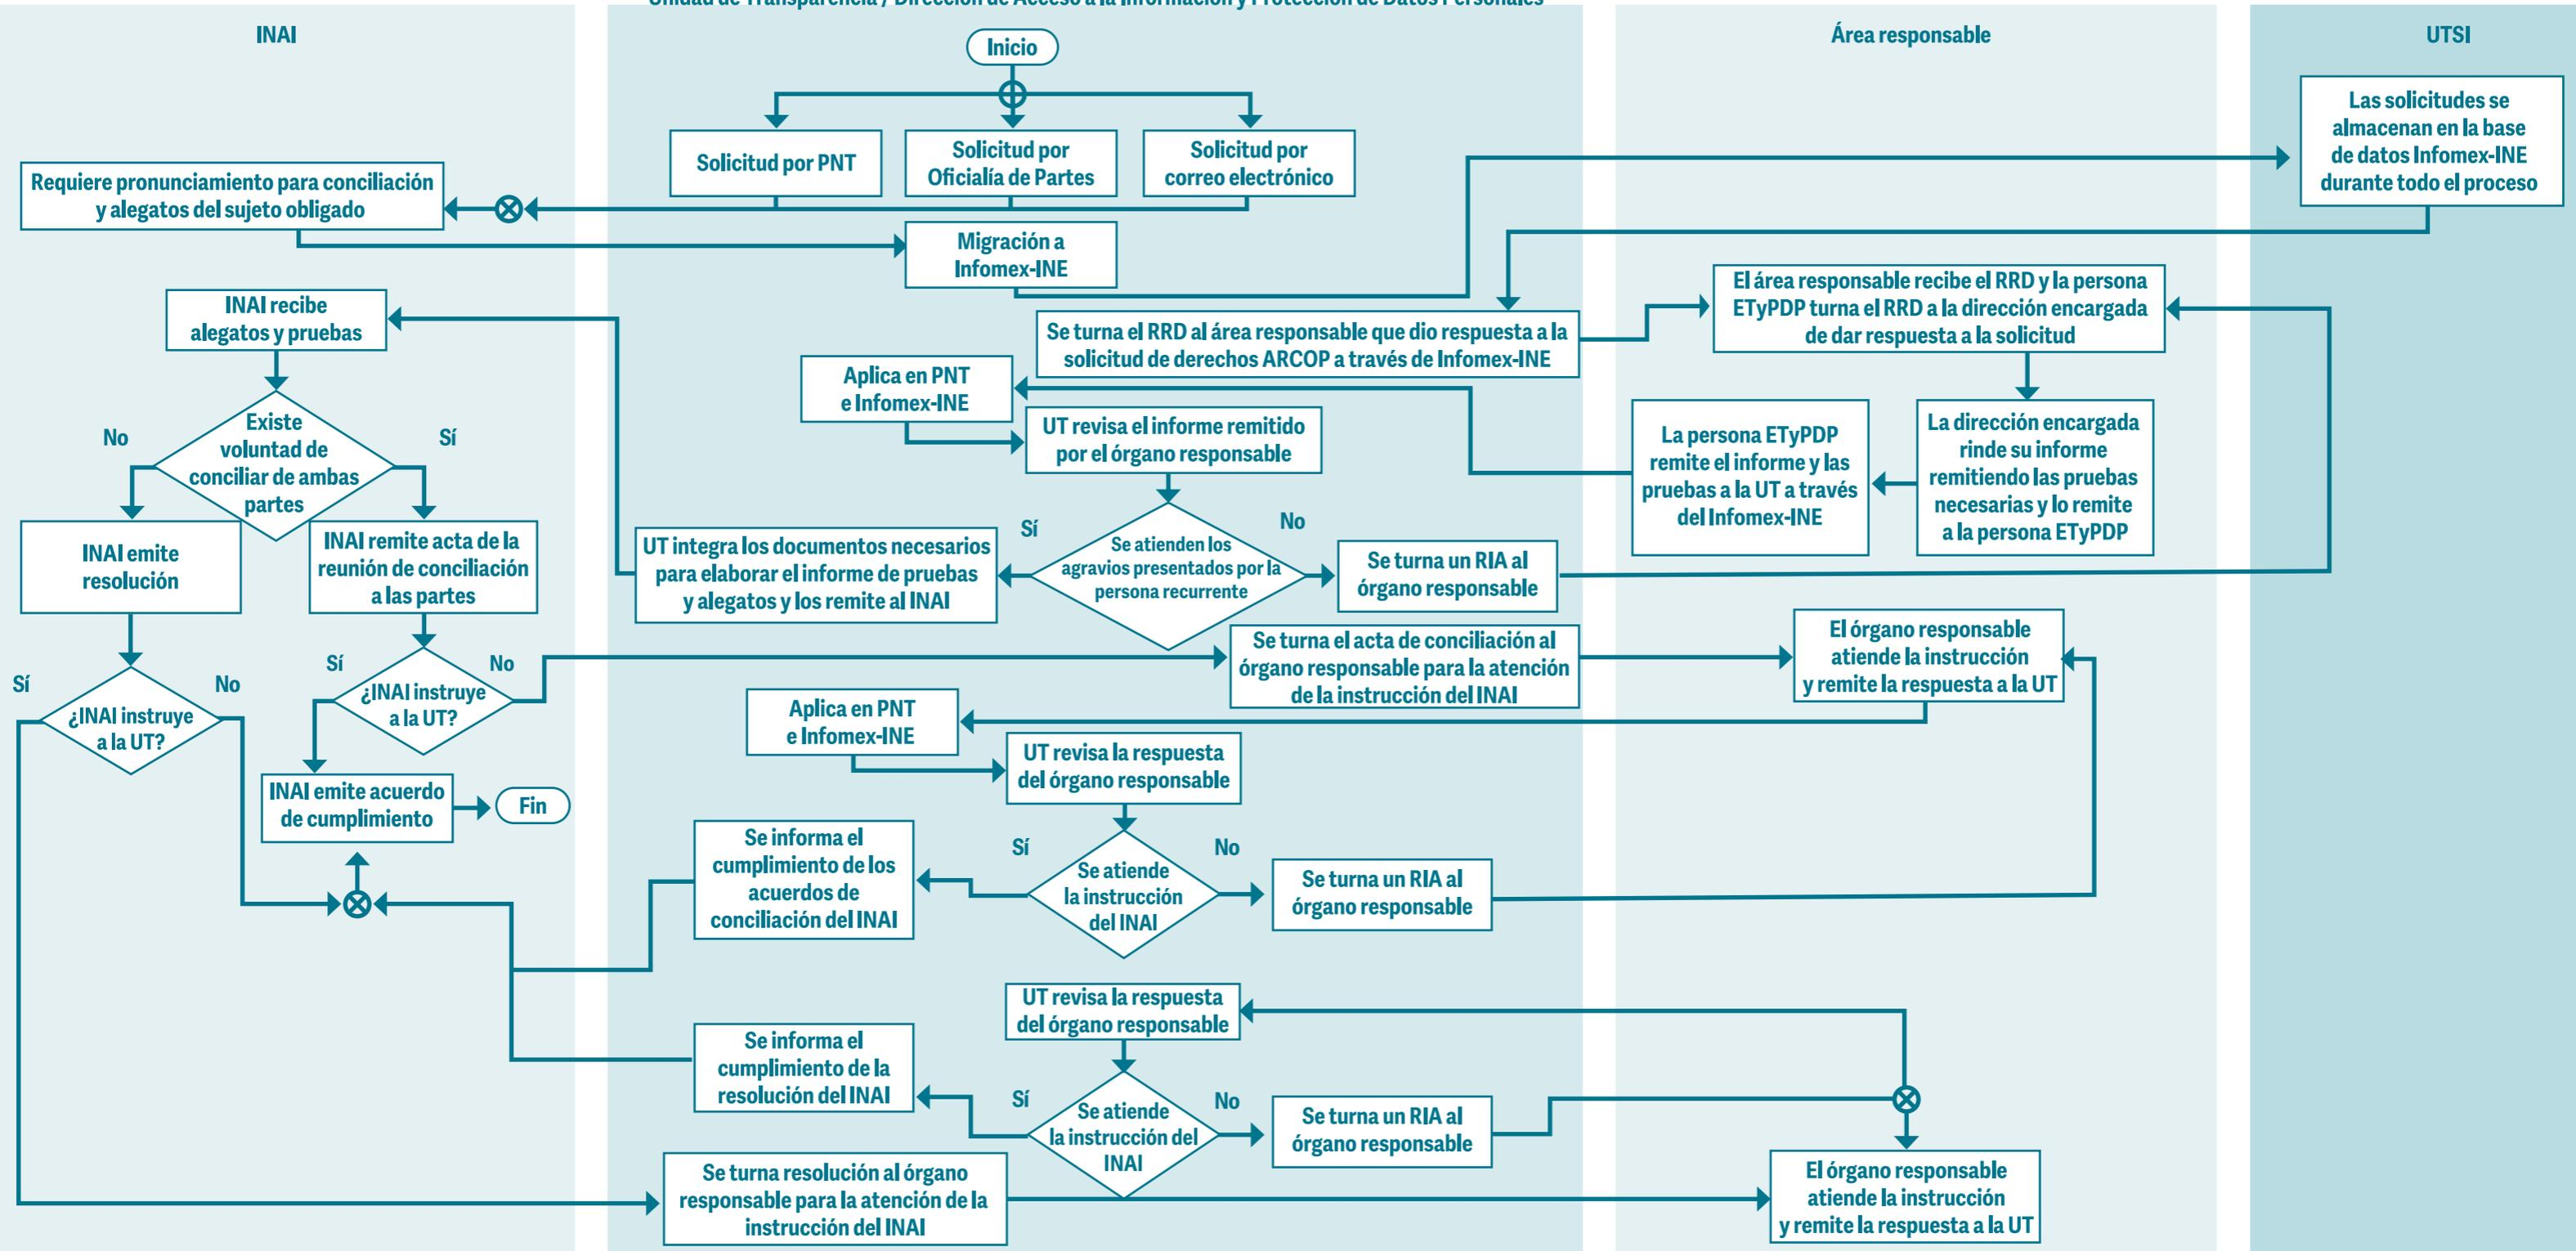 Unidad de Transparencia / Dirección de Acceso a la Información y Protección de Datos Personales
INAI
Área responsable
UTSI
Inicio
Solicitud por PNT
Solicitud por
Oficialía de Partes
Solicitud por
correo electrónico
Las solicitudes se
almacenan en la base
de datos Infomex-INE
durante todo el proceso
Requiere pronunciamiento para conciliación
y alegatos del sujeto obligado
Migración a
Infomex-INE
INAI recibe
alegatos y pruebas
Se turna el RRD al área responsable que dio respuesta a la
solicitud de derechos ARCOP a través de Infomex-INE
El área responsable recibe el RRD y la persona
ETyPDP turna el RRD a la dirección encargada
de dar respuesta a la solicitud
Aplica en PNT
e Infomex-INE
UT revisa el informe remitido
por el órgano responsable
La persona ETyPDP
remite el informe y las
pruebas a la UT a través
del Infomex-INE
La dirección encargada
rinde su informe
remitiendo las pruebas
necesarias y lo remite
a la persona ETyPDP
No
Existe
voluntad de
conciliar de ambas
partes
Sí
INAI emite
resolución
INAI remite acta de la
reunión de conciliación
a las partes
UT integra los documentos necesarios
para elaborar el informe de pruebas
y alegatos y los remite al INAI
Sí
Se atienden los
agravios presentados por la
persona recurrente
No
Se turna un RIA al
órgano responsable
Se turna el acta de conciliación al
órgano responsable para la atención
de la instrucción del INAI
El órgano responsable
atiende la instrucción
y remite la respuesta a la UT
Sí
¿INAI instruye
a la UT?
No
Sí
¿INAI instruye
a la UT?
No
Aplica en PNT
e Infomex-INE
UT revisa la respuesta
del órgano responsable
INAI emite acuerdo
de cumplimiento
Fin
Se informa el
cumplimiento de los
acuerdos de
conciliación del INAI
Sí
Se atiende
la instrucción
del INAI
No
Se turna un RIA al
órgano responsable
UT revisa la respuesta
del órgano responsable
Se informa el
cumplimiento de la
resolución del INAI
Sí
Se atiende
la instrucción del
INAI
No
Se turna un RIA al
órgano responsable
Se turna resolución al órgano
responsable para la atención de la
instrucción del INAI
El órgano responsable
atiende la instrucción
y remite la respuesta a la UT